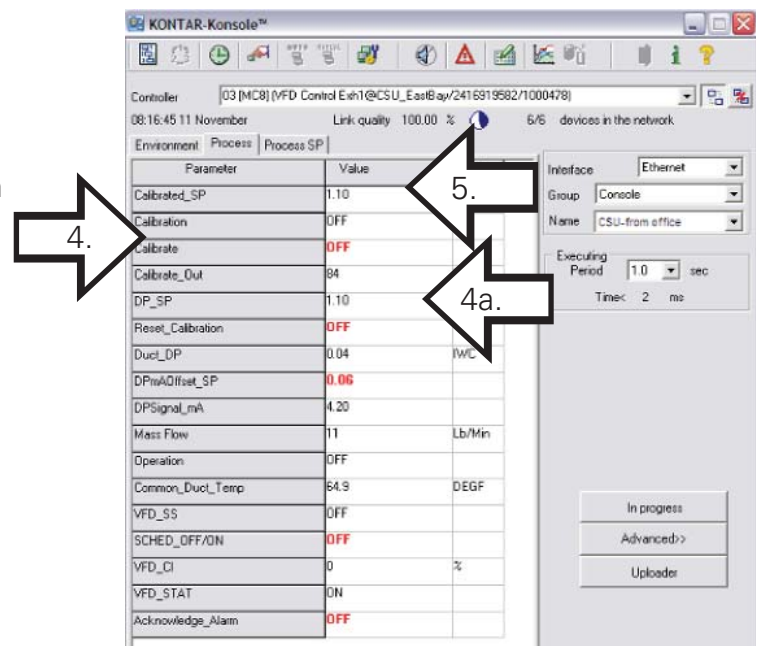 KONTAR-Konsole™
Controller 03 [MC8] (VFD Control Exh1@CSU_EastBay/2416919582/1000478)
08:16:45 11 November Link quality 100.00 % 6/6 devices in the network
Environment Process Process SP
Parameter Value
Calibrated_SP 1.10
Calibration OFF
Calibrate OFF
Calibrate_Out 84
DP_SP 1.10
Reset_Calibration OFF
Duct_DP 0.04 IWC
DPmAOffset_SP 0.06
DPSignal_mA 4.20
Mass Flow 11 Lb/Min
Operation OFF
Common_Duct_Temp 64.9 DEGF
VFD_SS OFF
SCHED_OFF/ON OFF
VFD_CI 0 %
VFD_STAT ON
Acknowledge_Alarm OFF
4.
5.
4a.
Interface Ethernet
Group Console
Name CSU-from office
Executing
Period 1.0 sec
Time< 2 ms
In progress
Advanced>>
Uploader